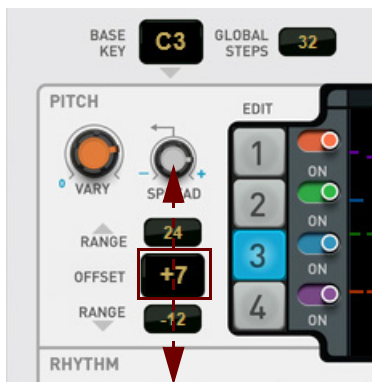 BASE KEY
C3
GLOBAL STEPS
32
PITCH
EDIT
0
VARY
–
+
SPREAD
1
ON
2
ON
3
ON
4
ON
RANGE
24
OFFSET
+7
RANGE
-12
RHYTHM